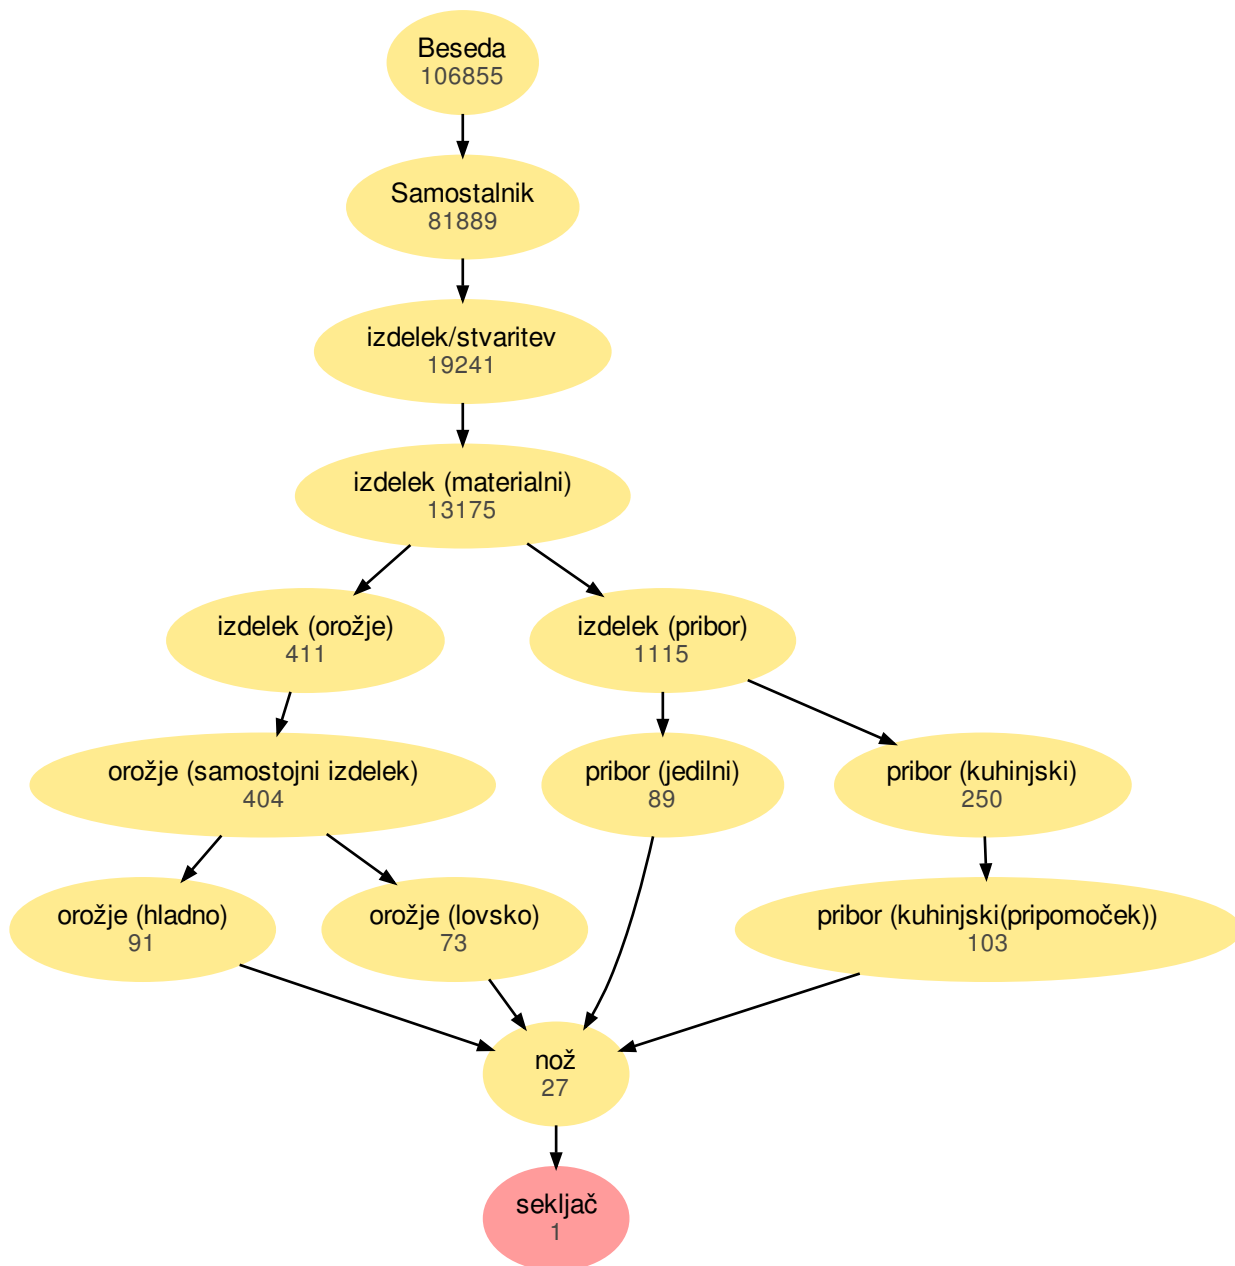 Beseda
106855
Samostalnik
81889
izdelek/stvaritev
19241
izdelek (materialni)
13175
izdelek (orožje)
411
izdelek (pribor)
1115
orožje (samostojni izdelek)
404
pribor (jedilni)
89
pribor (kuhinjski)
250
orožje (hladno)
91
orožje (lovsko)
73
pribor (kuhinjski(pripomoček))
103
nož
27
sekljač
1